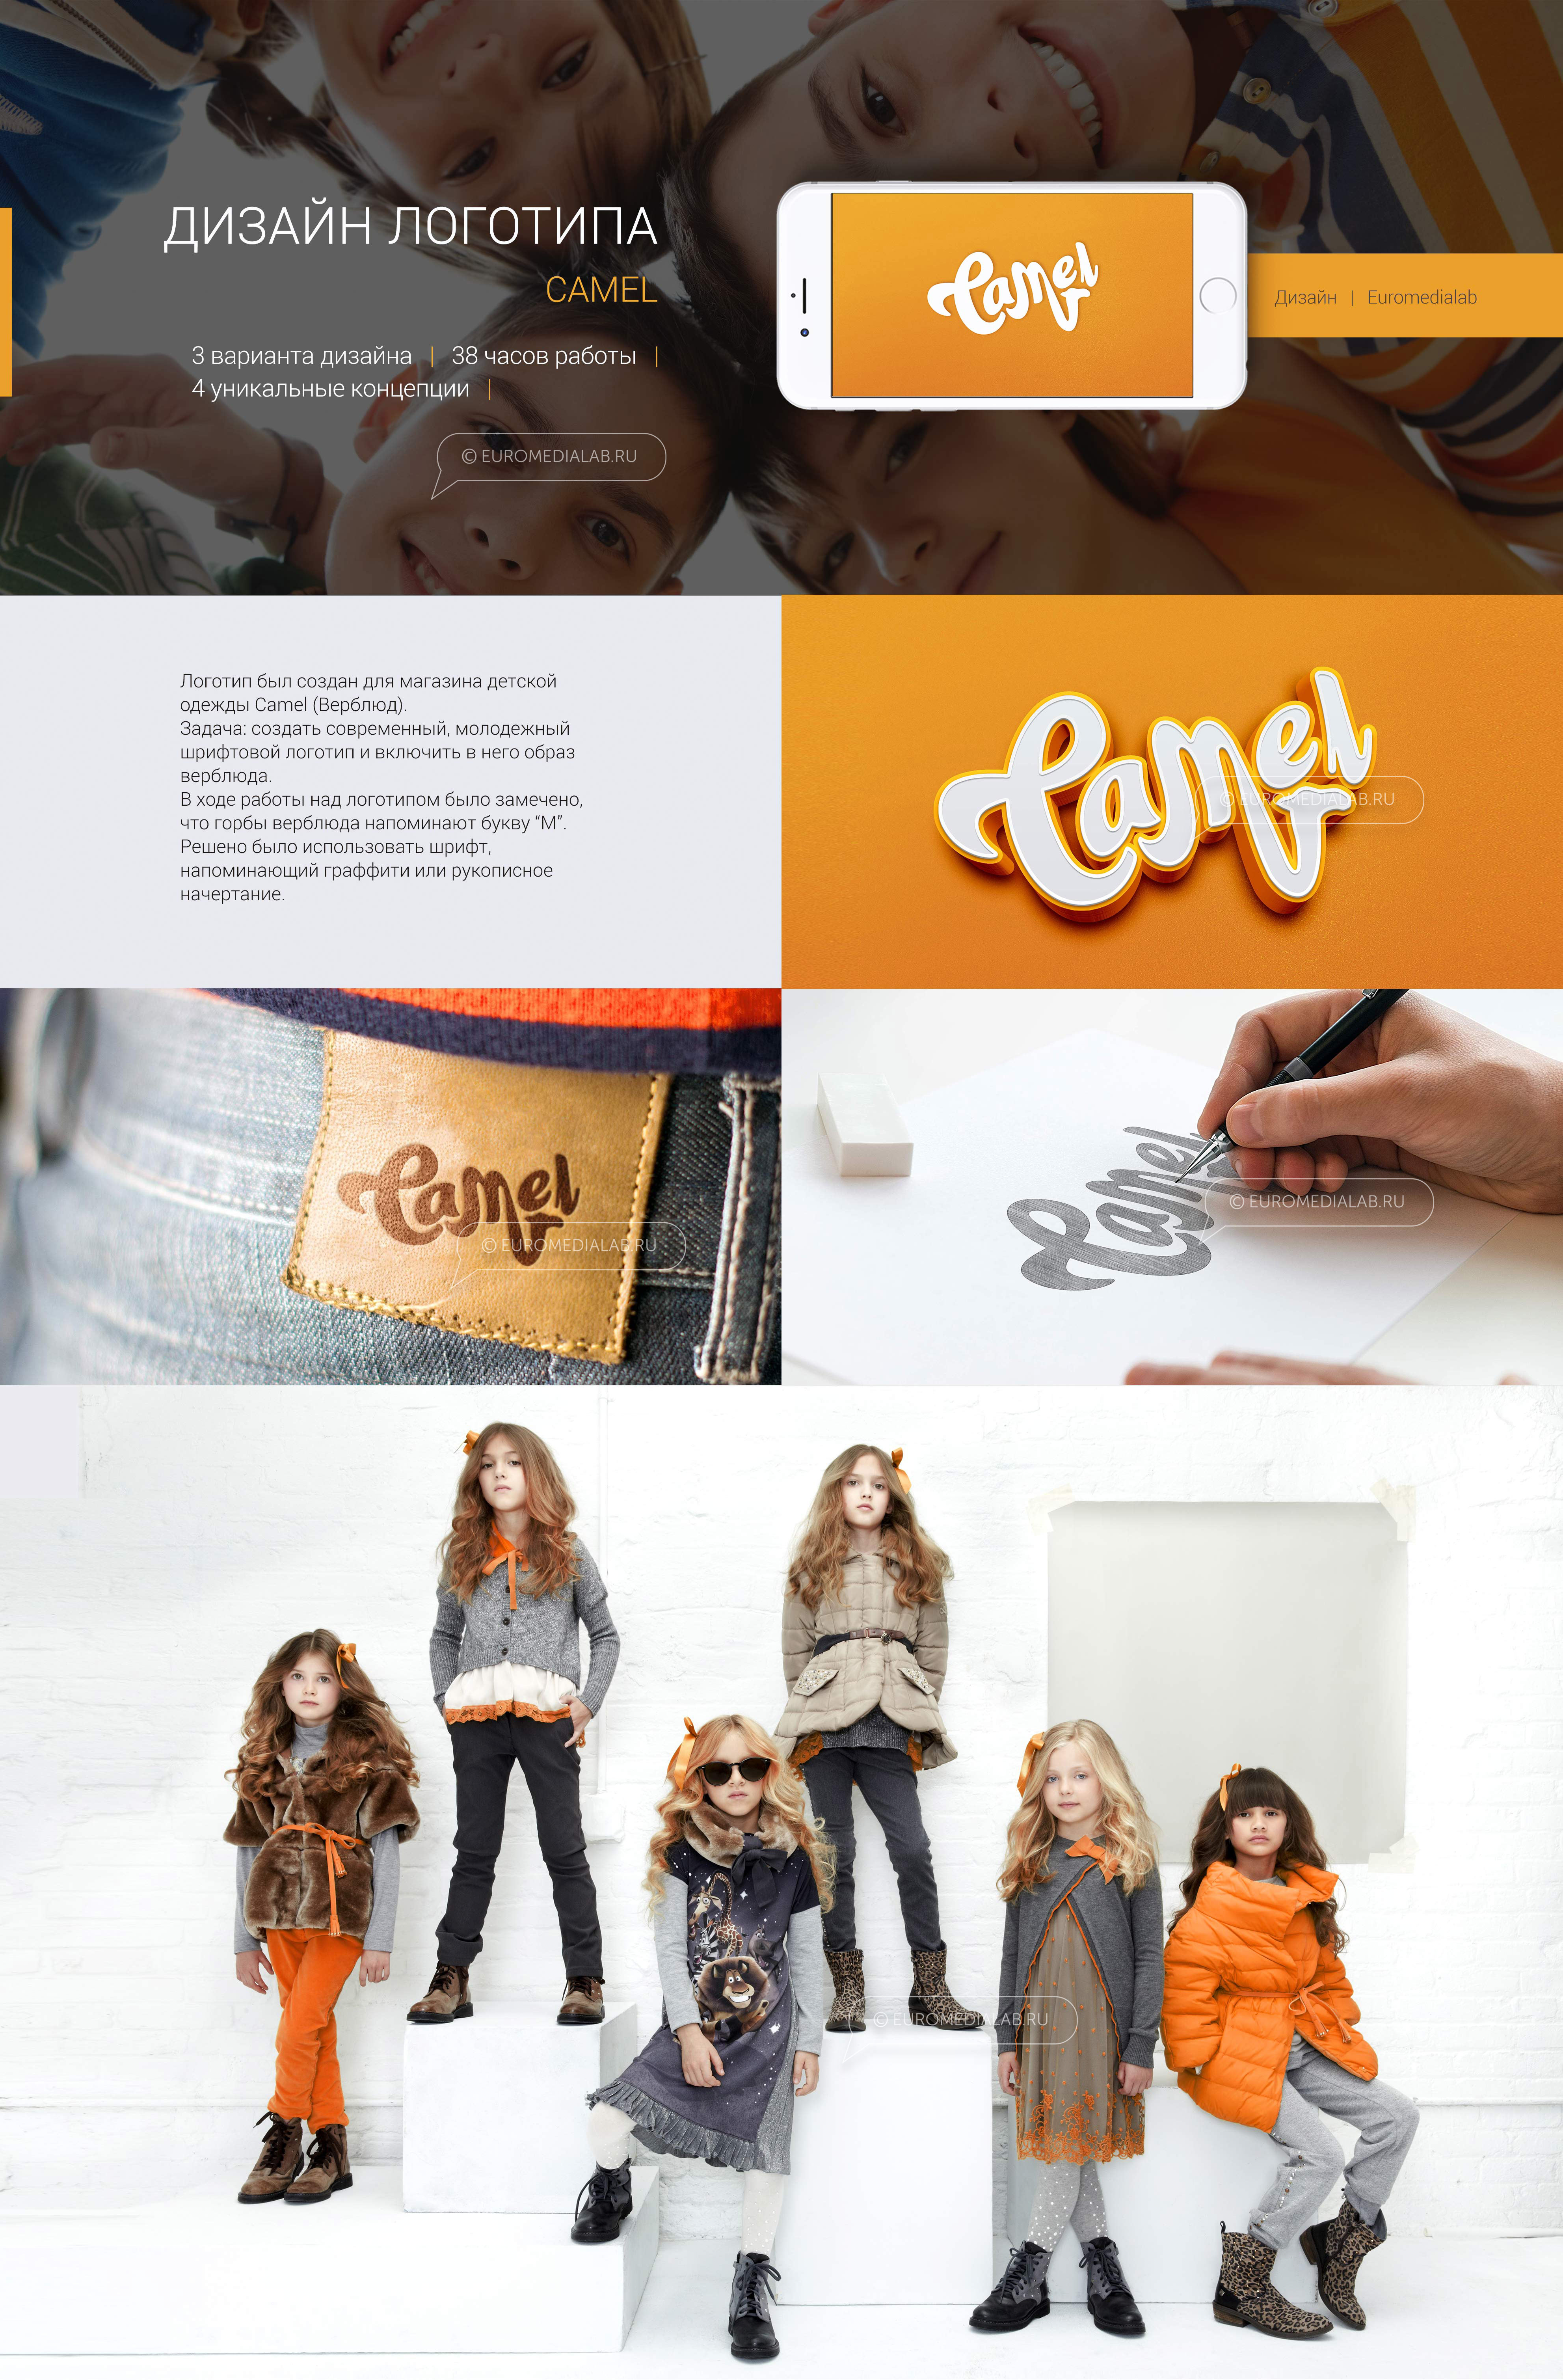 ДИЗАЙН ЛОГОТИПА
CAMEL
3 варианта дизайна | 38 часов работы |
4 уникальные концепции |
© EUROMEDIALAB.RU
Camel
Дизайн | Euromedialab
Логотип был создан для магазина детской
одежды Camel (Верблюд).
Задача: создать современный, молодежный
шрифтовой логотип и включить в него образ
верблюда.
В ходе работы над логотипом было замечено,
что горбы верблюда напоминают букву “М”.
Решено было использовать шрифт,
напоминающий граффити или рукописное
начертание.
Camel
© EUROMEDIALAB.RU
Camel
© EUROMEDIALAB.RU
Camel
© EUROMEDIALAB.RU
© EUROMEDIALAB.RU